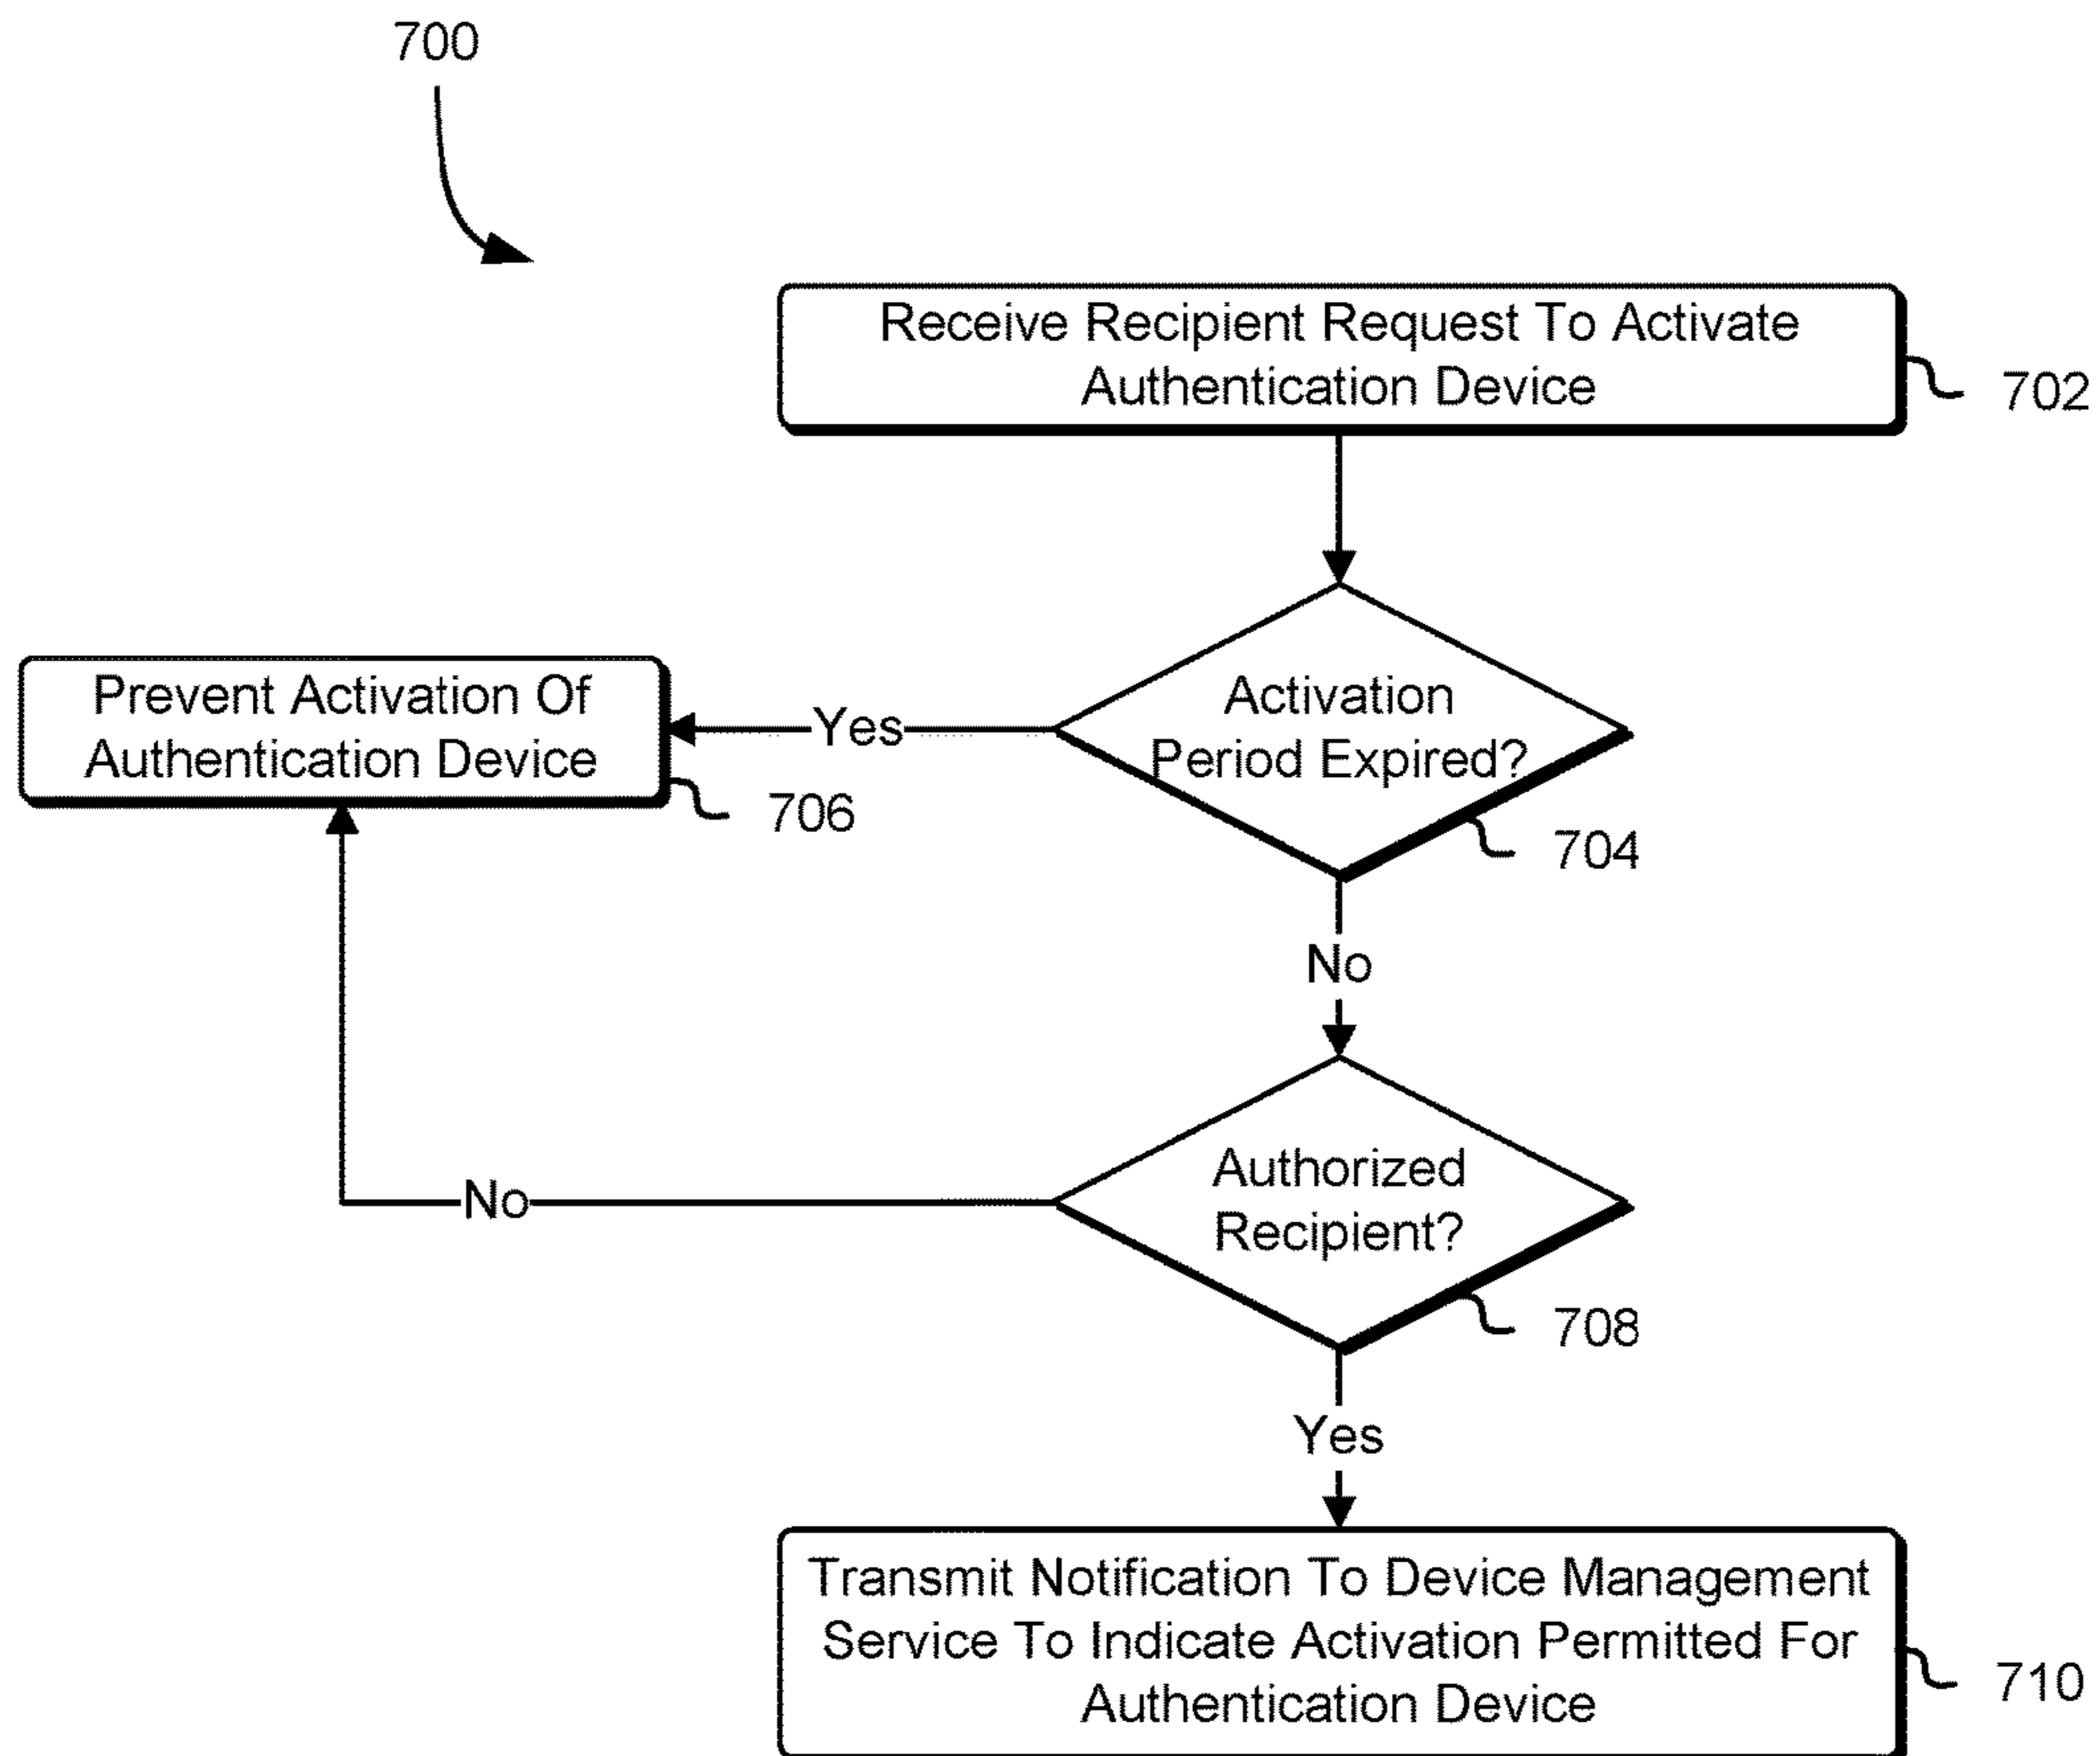 700
Receive Recipient Request To Activate
Authentication Device
702
Activation
Period Expired?
704
Yes
Prevent Activation Of
Authentication Device
706
No
Authorized
Recipient?
708
No
Yes
Transmit Notification To Device Management
Service To Indicate Activation Permitted For
Authentication Device
710